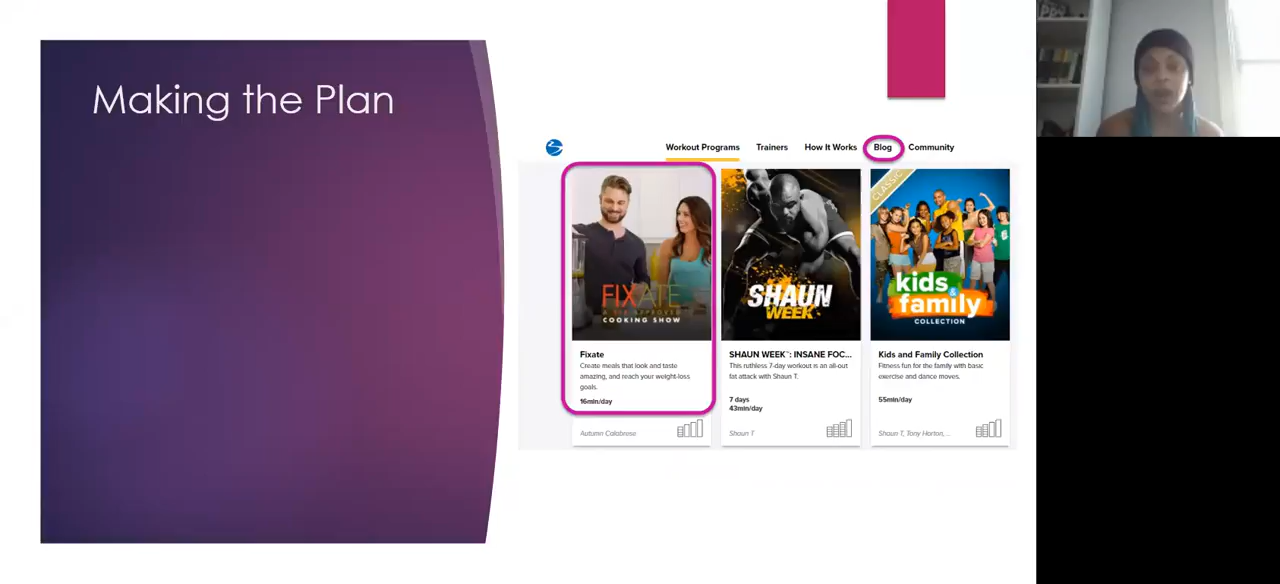 Making the Plan
Workout Programs Trainers How It Works Blog Community
FIXATE
COOKING SHOW
Fixate
Create meals that look and taste
amazing, and reach your weight-loss
goals.
16min/day
Autumn Calabrese
SHAUN
WEEK
SHAUN WEEK™: INSANE FOC...
This ruthless 7-day workout is an all-out
fat attack with Shaun T.
7 days
43min/day
Shaun T
CLASSIC
kids
& family
COLLECTION
Kids and Family Collection
Fitness fun for the family with basic
exercise and dance moves.
55min/day
Shaun T, Tony Horton, ...